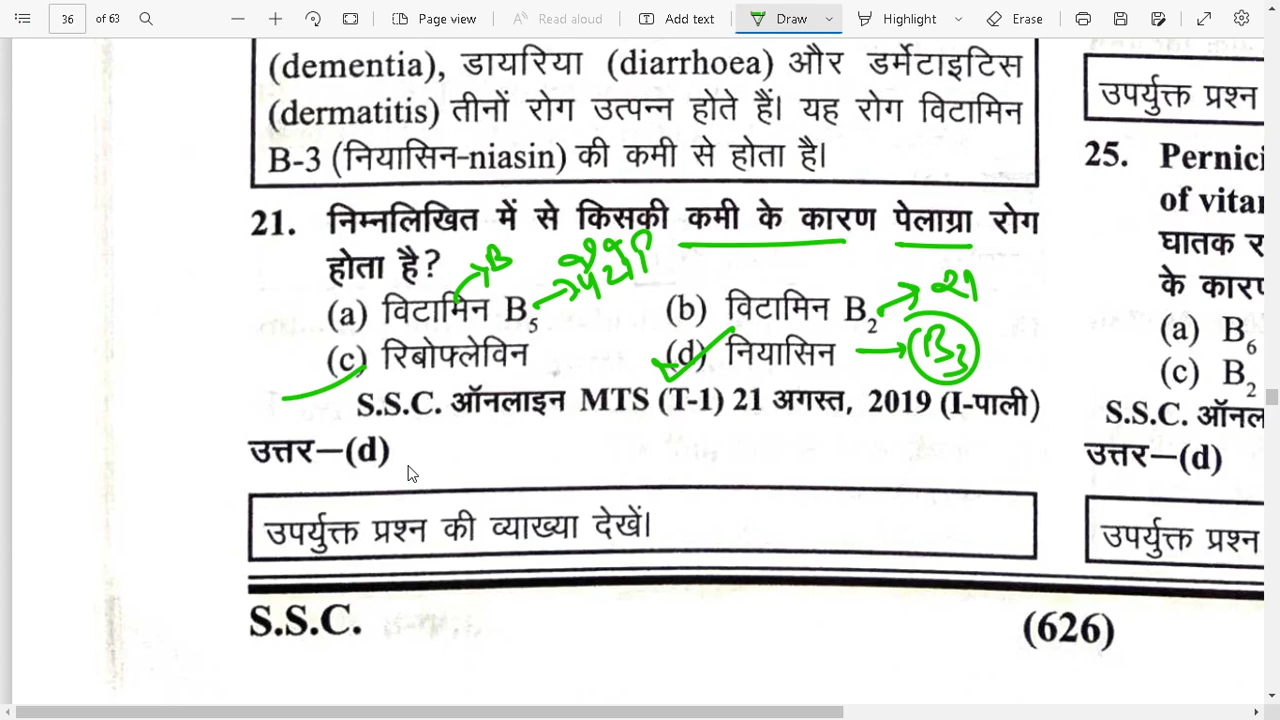 36 of 63 Page view Read aloud Add text Draw Highlight Erase
(dementia), डायरिया (diarrhoea) और डर्मेटाइटिस
(dermatitis) तीनों रोग उत्पन्न होते हैं। यह रोग विटामिन
B-3 (नियासिन-niasin) की कमी से होता है।
21. निम्नलिखित में से किसकी कमी के कारण पेलाग्रा रोग
होता है?
B
(a) विटामिन B5 (b) विटामिन B2
(c) रिबोफ्लेविन (d) नियासिन B3
S.S.C. ऑनलाइन MTS (T-1) 21 अगस्त, 2019 (I-पाली)
उत्तर–(d)
उपर्युक्त प्रश्न की व्याख्या देखें।
S.S.C. (626)
उपर्युक्त प्रश्न
25. Pernici
of vita
घातक र
के कार
(a) B6
(c) B2
S.S.C. ऑनल
उत्तर–(d)
उपर्युक्त प्रश्न